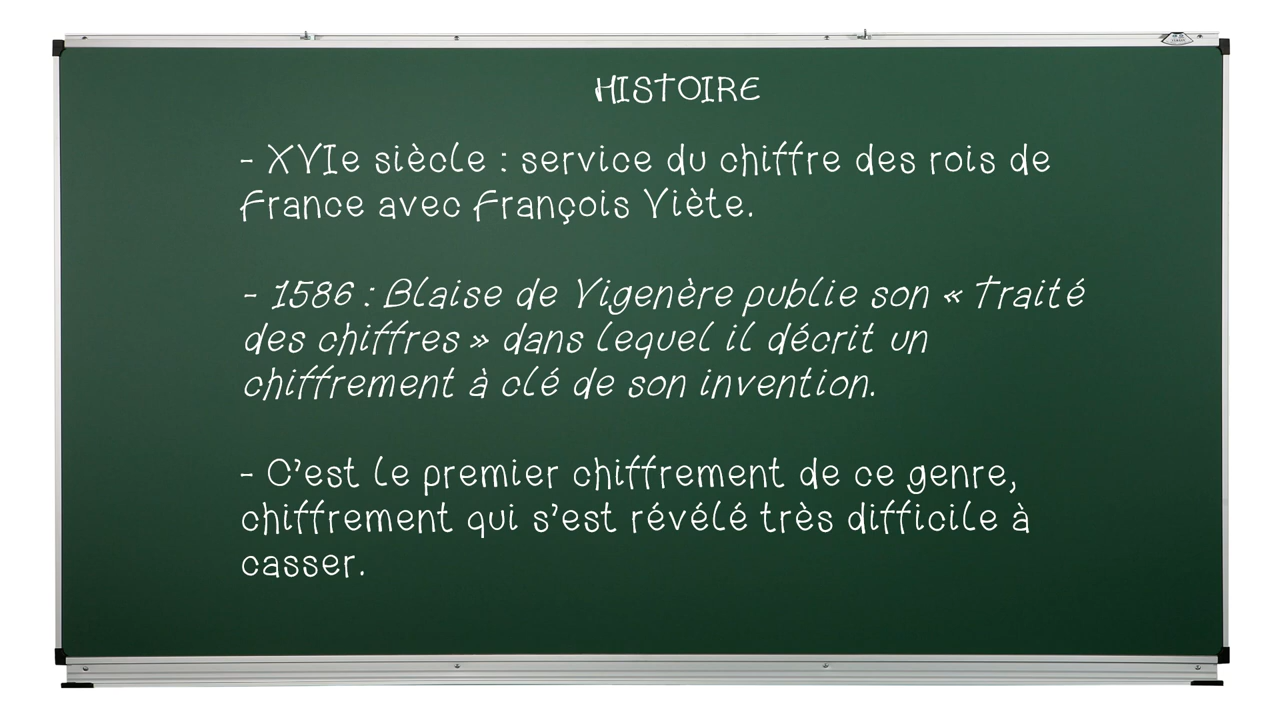 HISTOIRE
- XVIe siècle : service du chiffre des rois de
France avec François Viète.
- 1586 : Blaise de Vigenère publie son « Traité
des chiffres » dans lequel il décrit un
chiffrement à clé de son invention.
- C'est le premier chiffrement de ce genre,
chiffrement qui s'est révélé très difficile à
casser.